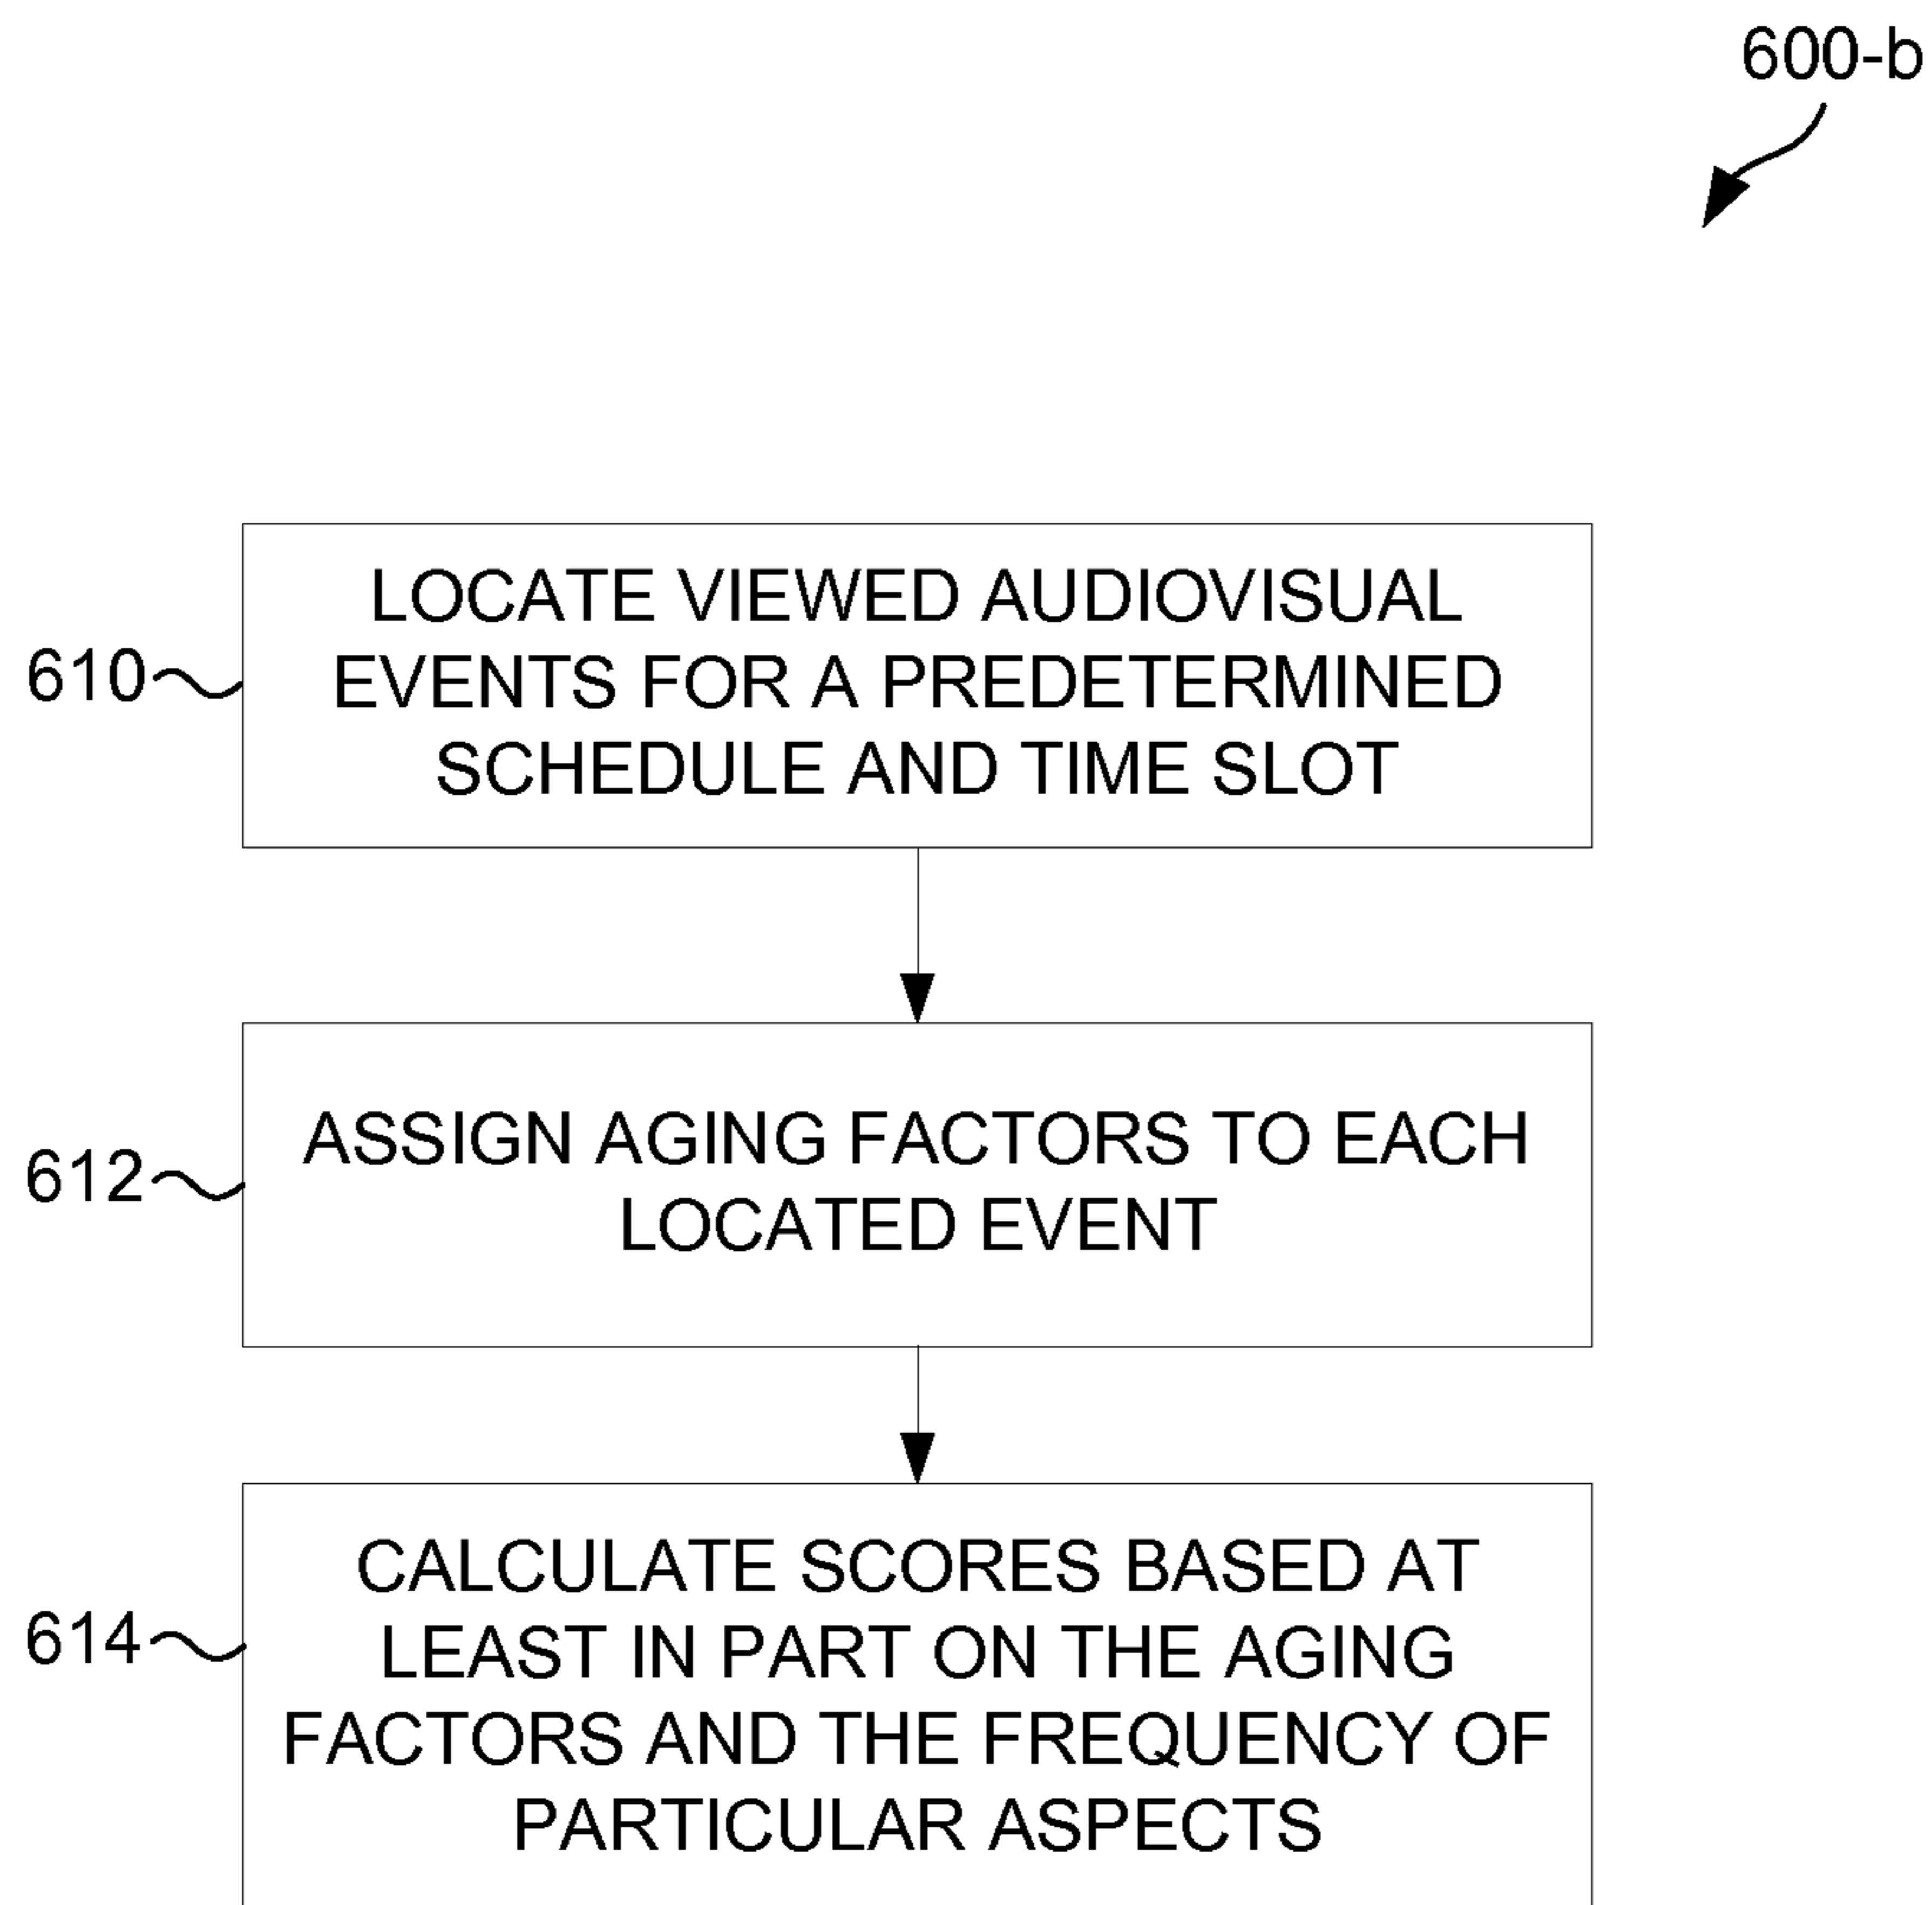 600-b
610
LOCATE VIEWED AUDIOVISUAL
EVENTS FOR A PREDETERMINED
SCHEDULE AND TIME SLOT
612
ASSIGN AGING FACTORS TO EACH
LOCATED EVENT
614
CALCULATE SCORES BASED AT
LEAST IN PART ON THE AGING
FACTORS AND THE FREQUENCY OF
PARTICULAR ASPECTS